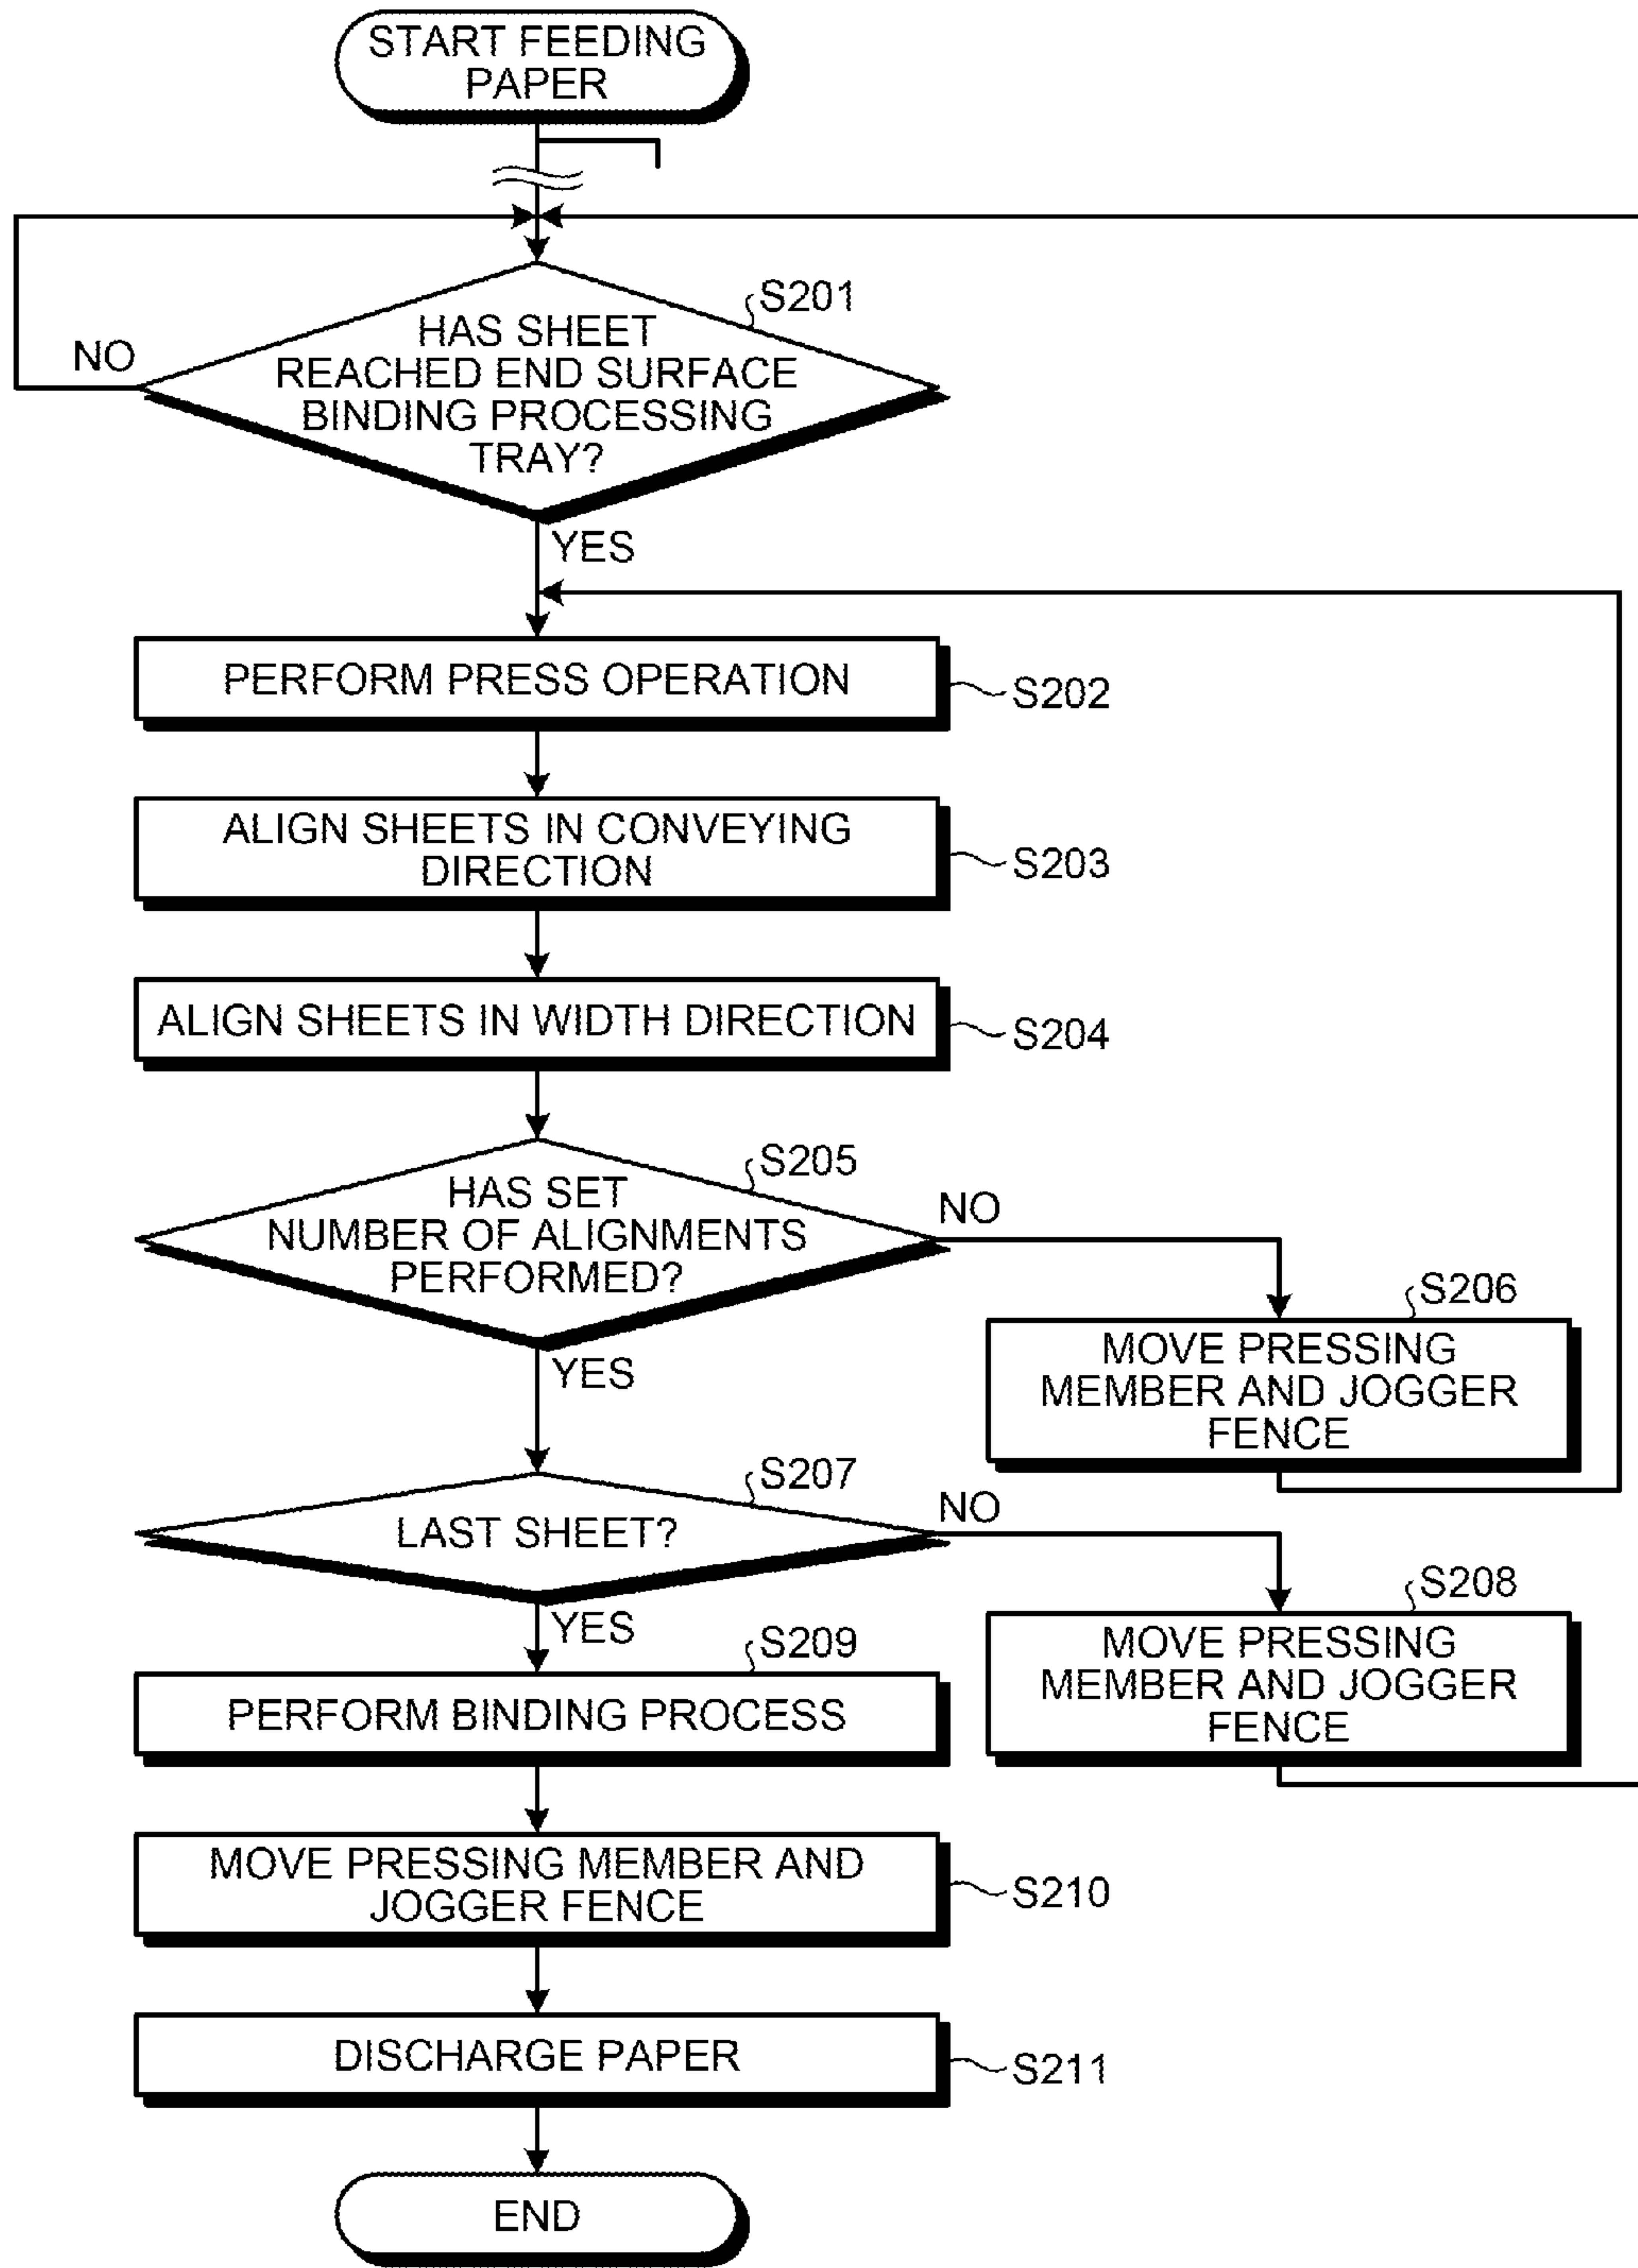 START FEEDING
PAPER
S201
HAS SHEET
REACHED END SURFACE
BINDING PROCESSING
TRAY?
NO
YES
PERFORM PRESS OPERATION
S202
ALIGN SHEETS IN CONVEYING
DIRECTION
S203
ALIGN SHEETS IN WIDTH DIRECTION
S204
S205
HAS SET
NUMBER OF ALIGNMENTS
PERFORMED?
NO
YES
S206
MOVE PRESSING
MEMBER AND JOGGER
FENCE
S207
LAST SHEET?
NO
YES
S208
MOVE PRESSING
MEMBER AND JOGGER
FENCE
S209
PERFORM BINDING PROCESS
MOVE PRESSING MEMBER AND
JOGGER FENCE
S210
DISCHARGE PAPER
S211
END